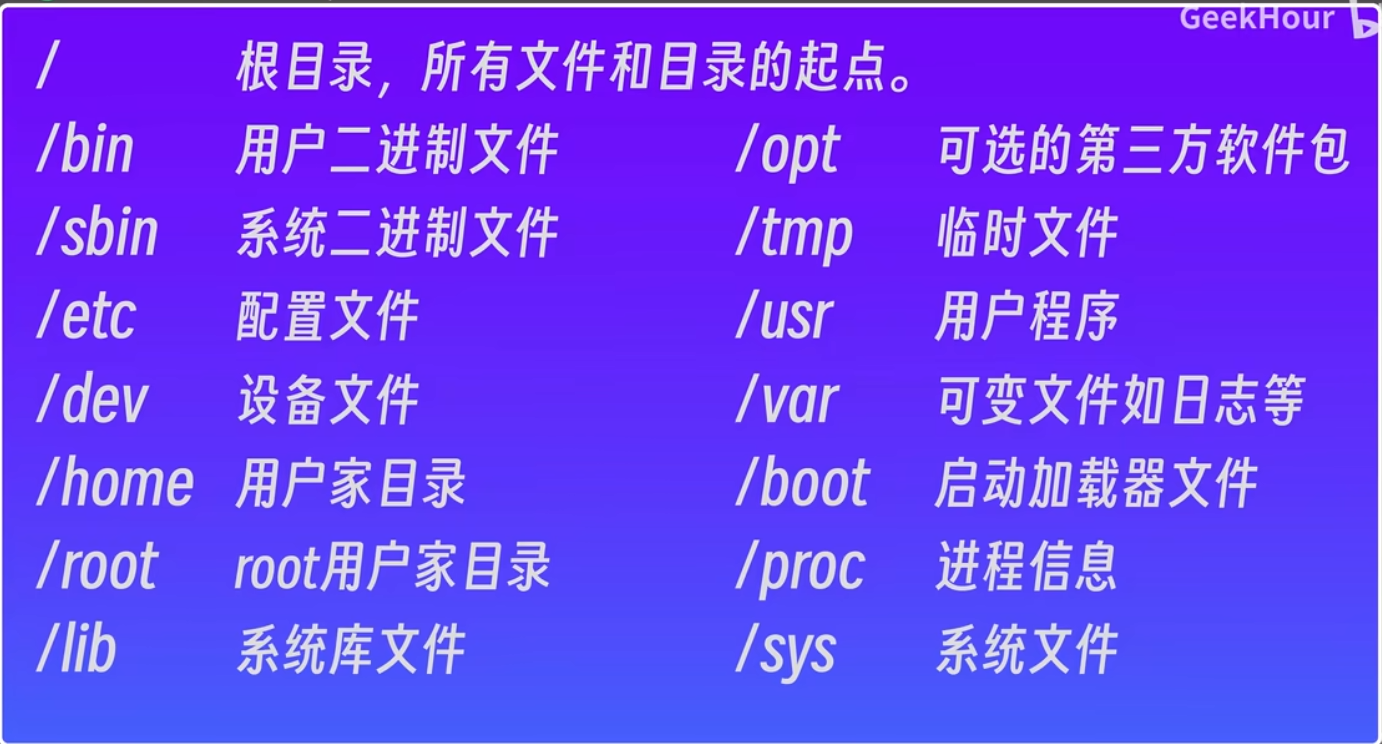 GeekHour
/ 根目录，所有文件和目录的起点。
/bin 用户二进制文件 /opt 可选的第三方软件包
/sbin 系统二进制文件 /tmp 临时文件
/etc 配置文件 /usr 用户程序
/dev 设备文件 /var 可变文件如日志等
/home 用户家目录 /boot 启动加载器文件
/root root用户家目录 /proc 进程信息
/lib 系统库文件 /sys 系统文件